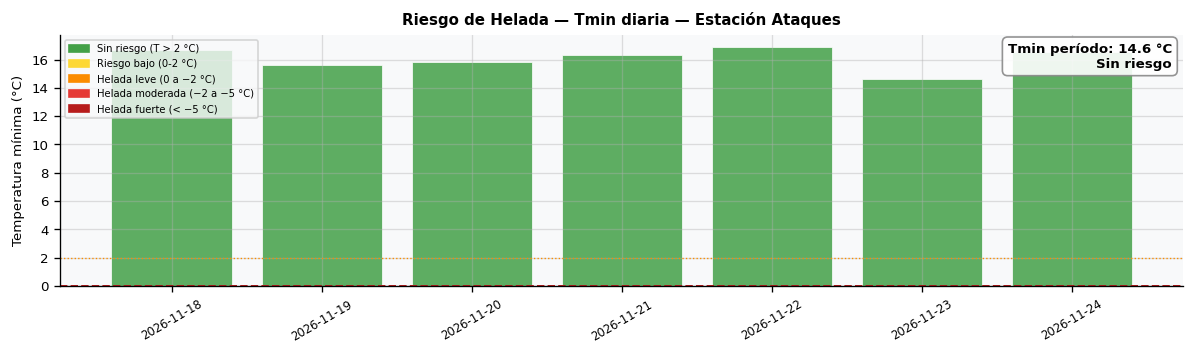 Riesgo de Helada — Tmin diaria — Estación Ataques
Temperatura mínima (°C)
16
14
12
10
8
6
4
2
0
Sin riesgo (T > 2 °C)
Riesgo bajo (0-2 °C)
Helada leve (0 a −2 °C)
Helada moderada (−2 a −5 °C)
Helada fuerte (< −5 °C)
Tmin período: 14.6 °C
Sin riesgo
2026-11-18
2026-11-19
2026-11-20
2026-11-21
2026-11-22
2026-11-23
2026-11-24